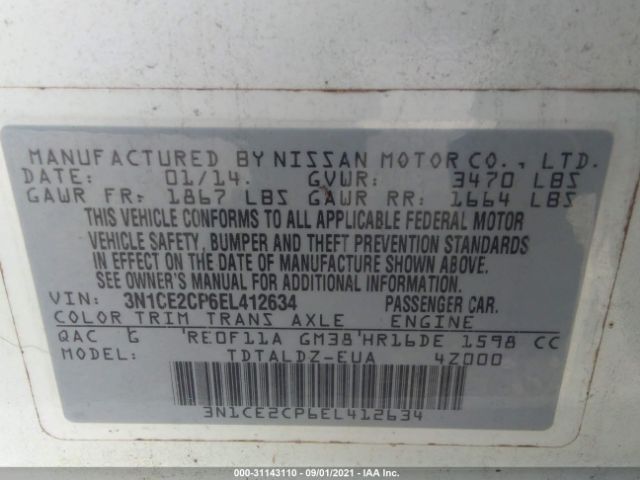 MANUFACTURED BY NISSAN MOTOR CO., LTD.
DATE: 01/14. GVWR: 3470 LBS
GAWR FR: 1867 LBS GAWR RR: 1664 LBS
THIS VEHICLE CONFORMS TO ALL APPLICABLE FEDERAL MOTOR
VEHICLE SAFETY, BUMPER AND THEFT PREVENTION STANDARDS
IN EFFECT ON THE DATE OF MANUFACTURE SHOWN ABOVE.
SEE OWNER'S MANUAL FOR ADDITIONAL INFORMATION.
VIN: 3N1CE2CP6EL412634 PASSENGER CAR.
COLOR TRIM TRANS AXLE ENGINE
QAC G 'RE0F11A GM38'HR16DE 1598 CC
MODEL: TDTALDZ-EUA 4Z000
3N1CE2CP6EL412634
000-31143110 - 09/01/2021 - IAA Inc.